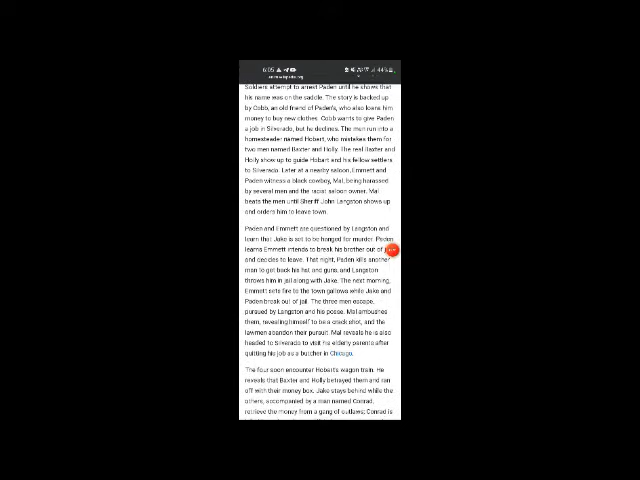 6:05
44%
Soldiers attempt to arrest Paden until he shows that
his name was on the saddle. The story is backed up
by Cobb, an old friend of Paden's, who also loans him
money to buy new clothes. Cobb wants to give Paden
a job in Silverado, but he declines. The men run into a
homesteader named Hobart, who mistakes them for
two men named Baxter and Holly. The real Baxter and
Holly show up to guide Hobart and his fellow settlers
to Silverado. Later at a nearby saloon, Emmett and
Paden witness a black cowboy, Mal, being harassed
by several men and the racist saloon owner. Mal
beats the men until Sheriff John Langston shows up
and orders him to leave town.
Paden and Emmett are questioned by Langston and
learn that Jake is set to be hanged for murder. Paden
learns Emmett intends to break his brother out of
and decides to leave. That night, Paden kills another
man to get back his hat and guns, and Langston
throws him in jail along with Jake. The next morning,
Emmett sets fire to the town gallows while Jake and
Paden break out of jail. The three men escape,
pursued by Langston and his posse. Mal ambushes
them, revealing himself to be a crack shot, and the
lawmen abandon their pursuit. Mal reveals he is also
headed to Silverado to visit his elderly parents after
quitting his job as a butcher in Chicago.
The four soon encounter Hobart's wagon train. He
reveals that Baxter and Holly betrayed them and ran
off with their money box. Jake stays behind while the
others, accompanied by a man named Conrad,
retrieve the money from a gang of outlaws; Conrad is